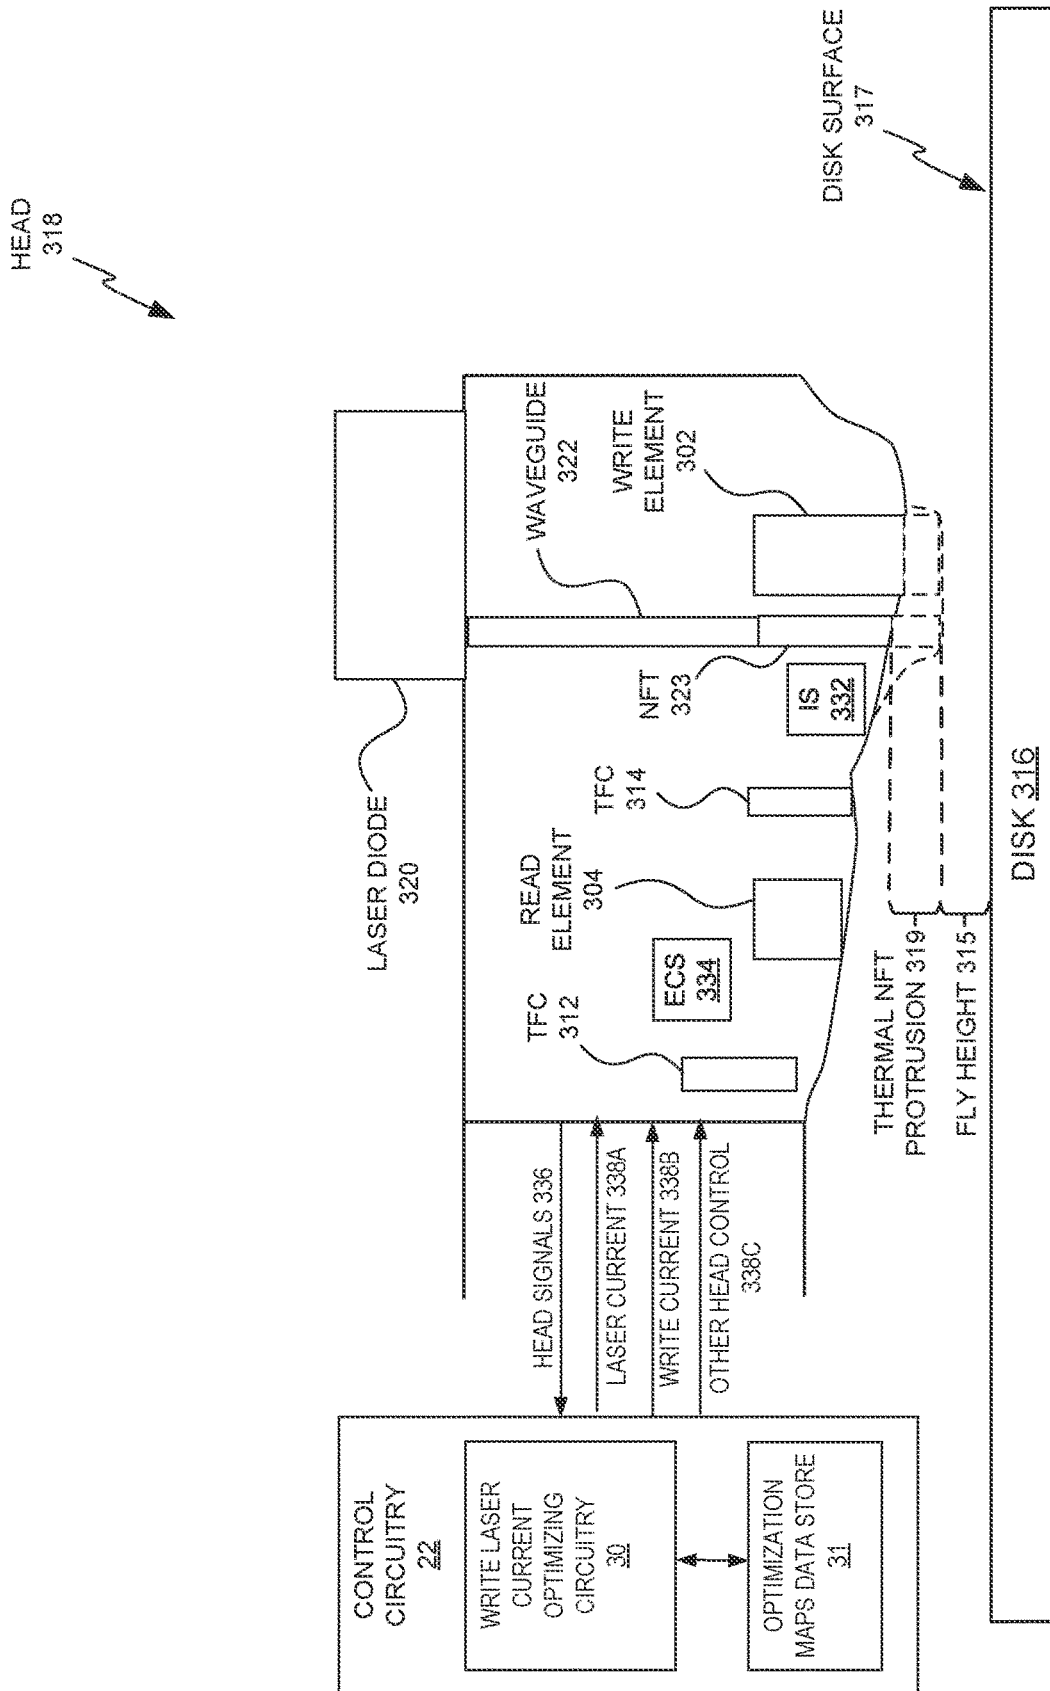 HEAD
318
LASER DIODE
320
WAVEGUIDE
322
WRITE
ELEMENT
302
NFT
323
IS
332
TFC
314
READ
ELEMENT
304
ECS
334
TFC
312
DISK SURFACE
317
CONTROL
CIRCUITRY
22
WRITE LASER
CURRENT
OPTIMIZING
CIRCUITRY
30
OPTIMIZATION
MAPS DATA STORE
31
HEAD SIGNALS 336
LASER CURRENT 338A
WRITE CURRENT 338B
OTHER HEAD CONTROL
338C
THERMAL NFT
PROTRUSION 319
FLY HEIGHT 315
DISK 316